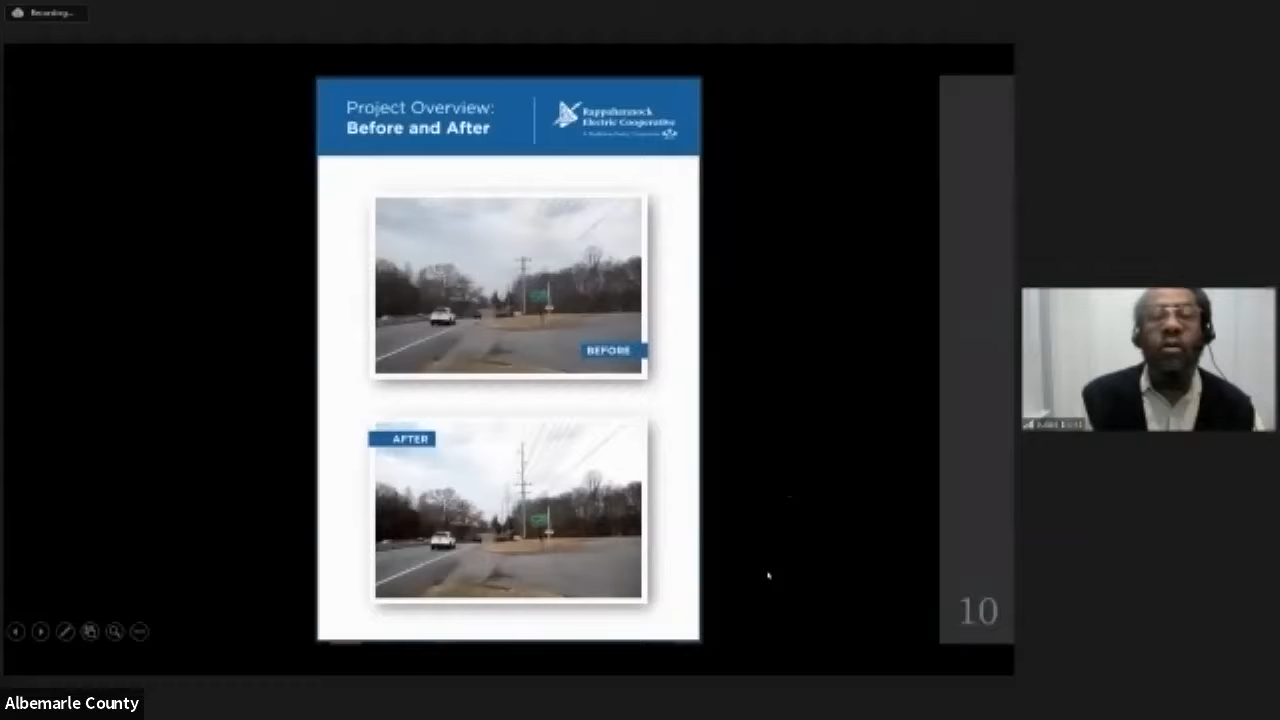 Recording...
Project Overview:
Before and After
Rappahannock
Electric Cooperative
BEFORE
AFTER
10
Albemarle County